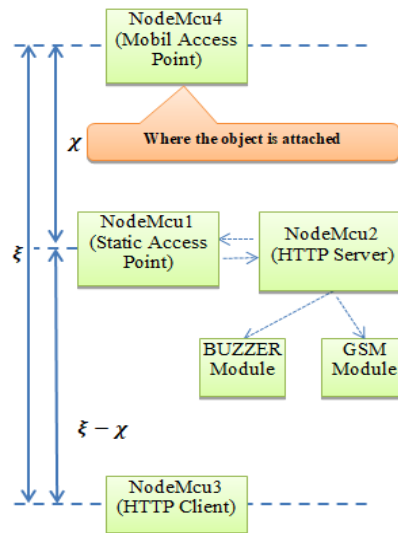 NodeMcu4
(Mobil Access
Point)
Where the object is attached
χ
NodeMcu1
(Static Access
Point)
NodeMcu2
(HTTP Server)
ξ
BUZZER
Module
GSM
Module
ξ − χ
NodeMcu3
(HTTP Client)